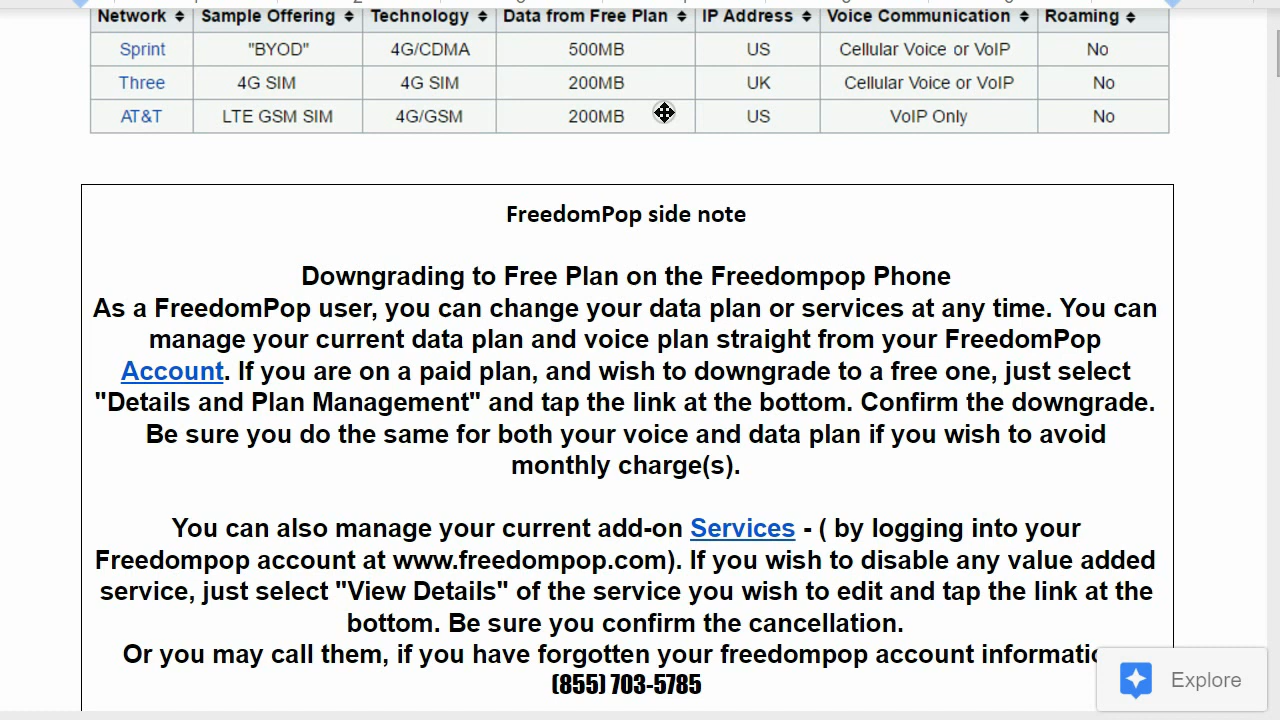 Network Sample Offering Technology Data from Free Plan IP Address Voice Communication Roaming
Sprint "BYOD" 4G/CDMA 500MB US Cellular Voice or VoIP No
Three 4G SIM 4G SIM 200MB UK Cellular Voice or VoIP No
AT&T LTE GSM SIM 4G/GSM 200MB US VoIP Only No
FreedomPop side note
Downgrading to Free Plan on the Freedompop Phone
As a FreedomPop user, you can change your data plan or services at any time. You can
manage your current data plan and voice plan straight from your FreedomPop
Account. If you are on a paid plan, and wish to downgrade to a free one, just select
"Details and Plan Management" and tap the link at the bottom. Confirm the downgrade.
Be sure you do the same for both your voice and data plan if you wish to avoid
monthly charge(s).
You can also manage your current add-on Services - ( by logging into your
Freedompop account at www.freedompop.com). If you wish to disable any value added
service, just select "View Details" of the service you wish to edit and tap the link at the
bottom. Be sure you confirm the cancellation.
Or you may call them, if you have forgotten your freedompop account informatio
(855) 703-5785
Explore